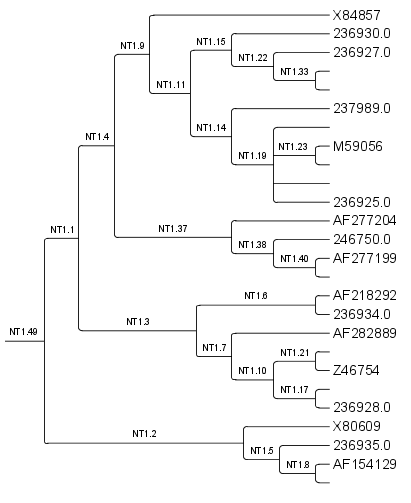 X84857
236930.0
NT1.15
NT1.9
236927.0
NT1.22
NT1.33
NT1.11
237989.0
NT1.14
NT1.4
M59056
NT1.23
NT1.19
236925.0
AF277204
NT1.37
246750.0
NT1.1
NT1.38
AF277199
NT1.40
AF218292
NT1.6
236934.0
NT1.3
AF282889
NT1.49
NT1.7
NT1.21
Z46754
NT1.10
NT1.17
236928.0
X80609
NT1.2
236935.0
NT1.5
AF154129
NT1.8